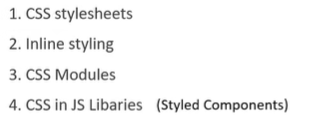 1. CSS stylesheets
2. Inline styling
3. CSS Modules
4. CSS in JS Libaries (Styled Components)